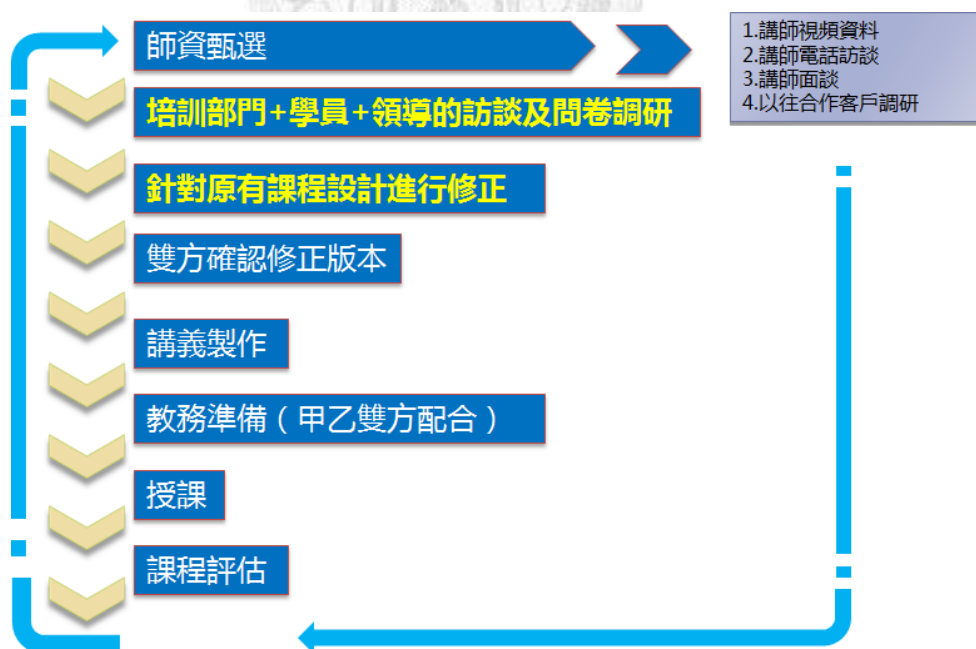 師資甄選
1.講師視頻資料
2.講師電話訪談
3.講師面談
4.以往合作客戶調研
培訓部門+學員+領導的訪談及問卷調研
針對原有課程設計進行修正
雙方確認修正版本
講義製作
教務準備（甲乙雙方配合）
授課
課程評估